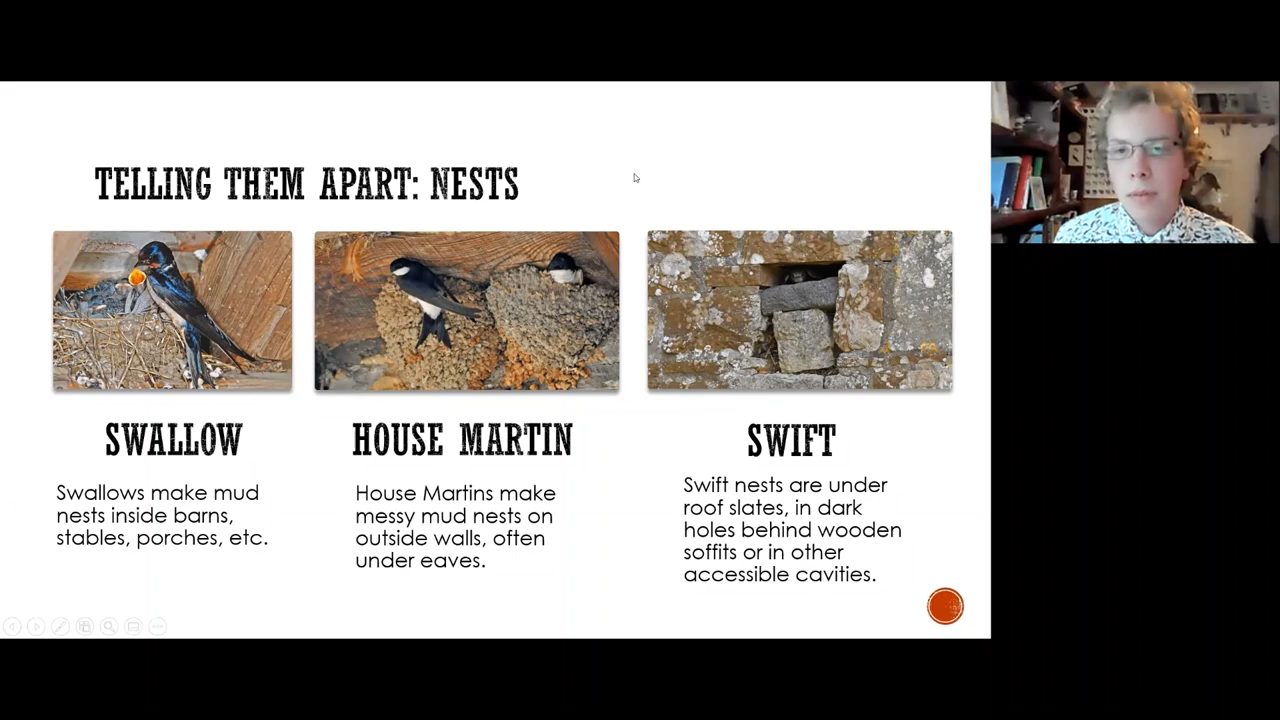 TELLING THEM APART: NESTS
SWALLOW
Swallows make mud
nests inside barns,
stables, porches, etc.
HOUSE MARTIN
House Martins make
messy mud nests on
outside walls, often
under eaves.
SWIFT
Swift nests are under
roof slates, in dark
holes behind wooden
soffits or in other
accessible cavities.